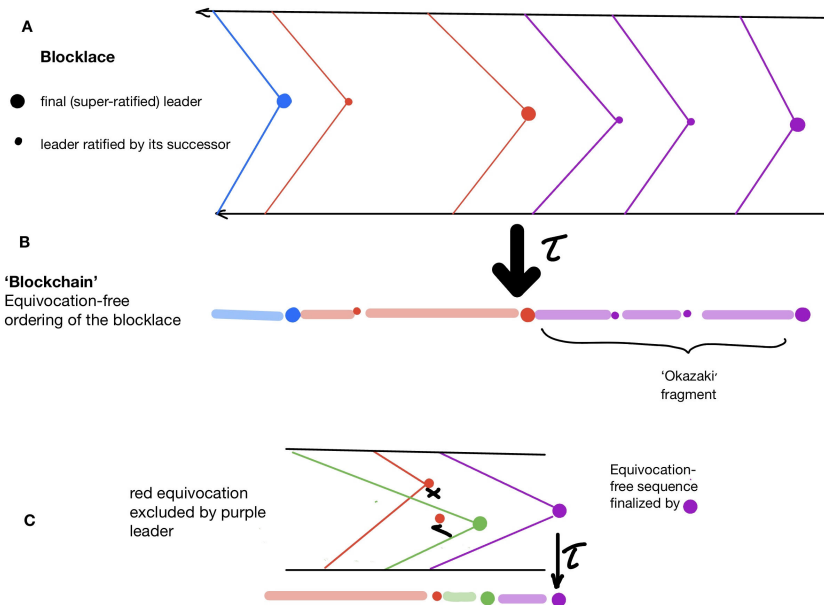 A
Blocklace
final (super-ratified) leader
leader ratified by its successor
τ
B
'Blockchain'
Equivocation-free
ordering of the blocklace
'Okazaki'
fragment
C
red equivocation
excluded by purple
leader
Equivocation-
free sequence
finalized by
τ